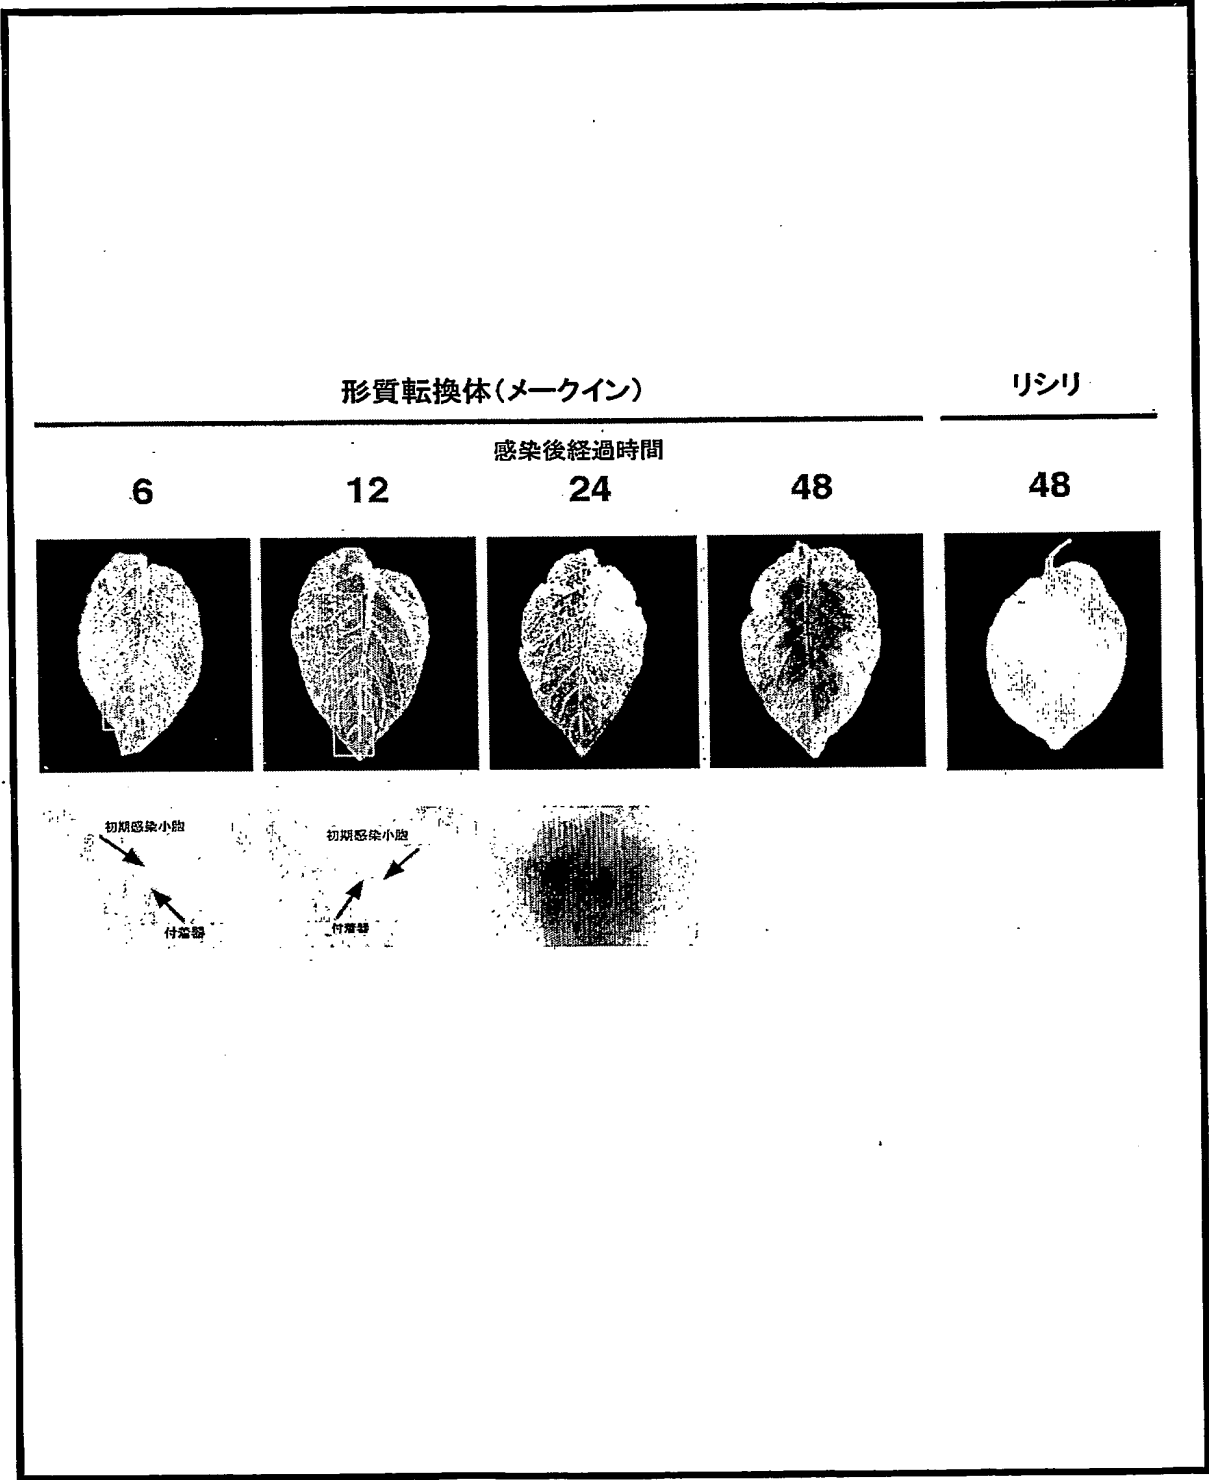 形質転換体（メークイン）
リシリ
感染後経過時間
6
12
24
48
48
初期感染小胞
付着器
初期感染小胞
付着器